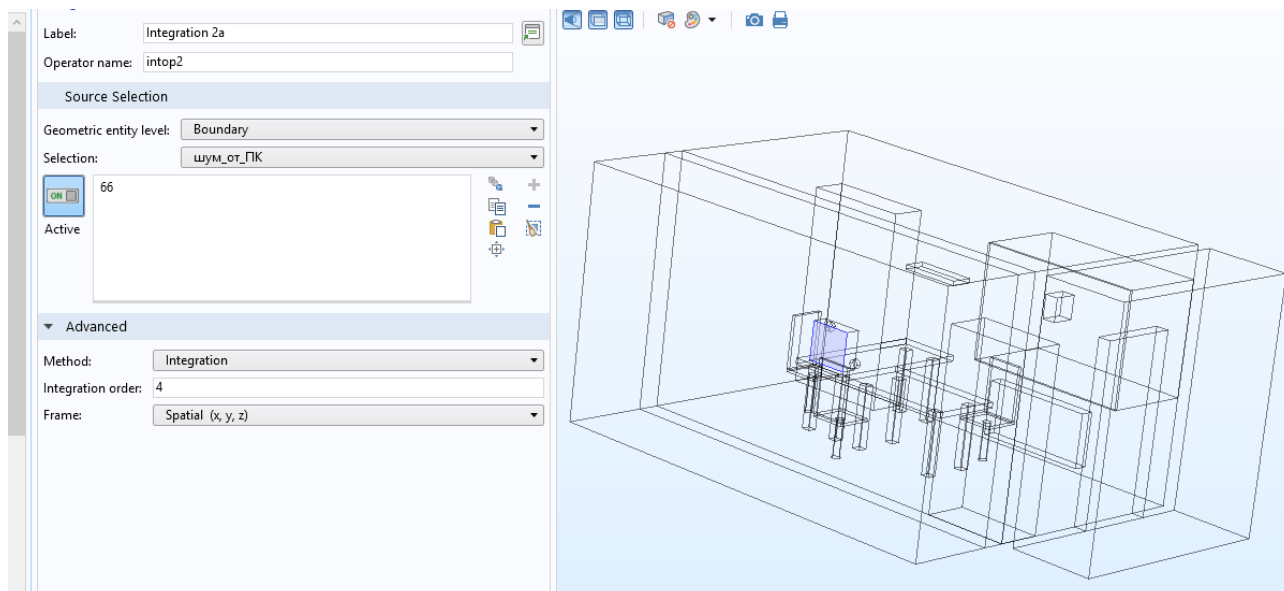 Label: Integration 2a
Operator name: intop2
Source Selection
Geometric entity level: Boundary
Selection: шум_от_ПК
ON 66
Active
Advanced
Method: Integration
Integration order: 4
Frame: Spatial (x, y, z)